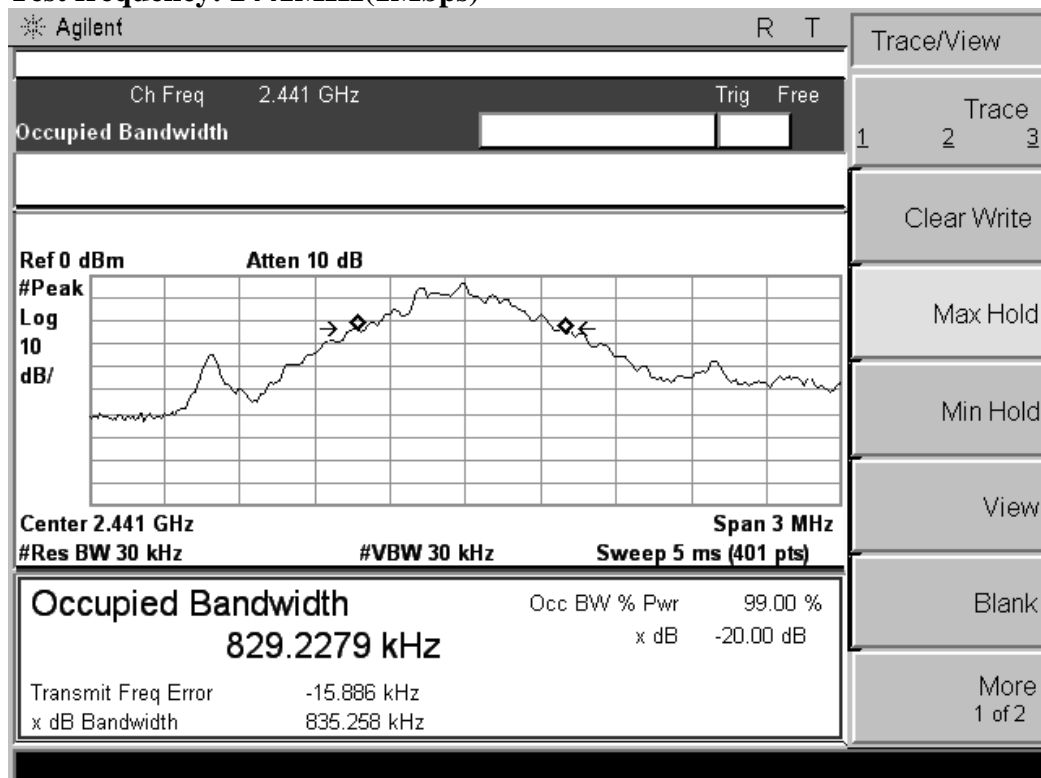 Test frequency: 2441MHz(1Mbps)
Agilent R T
Trace/View
Ch Freq 2.441 GHz Trig Free
Occupied Bandwidth
Trace
1 2 3
Clear Write
Ref 0 dBm Atten 10 dB
#Peak
Log
10
dB/
Max Hold
Min Hold
View
Center 2.441 GHz Span 3 MHz
#Res BW 30 kHz #VBW 30 kHz Sweep 5 ms (401 pts)
Occupied Bandwidth Occ BW % Pwr 99.00 %
829.2279 kHz x dB -20.00 dB
Blank
Transmit Freq Error -15.886 kHz
x dB Bandwidth 835.258 kHz
More
1 of 2